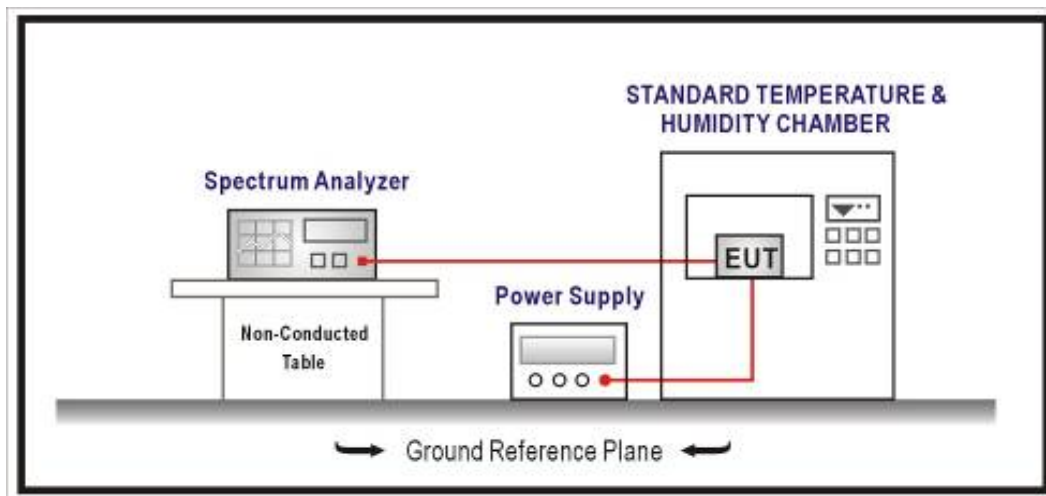 STANDARD TEMPERATURE &
HUMIDITY CHAMBER
Spectrum Analyzer
EUT
Power Supply
Non-Conducted
Table
Ground Reference Plane